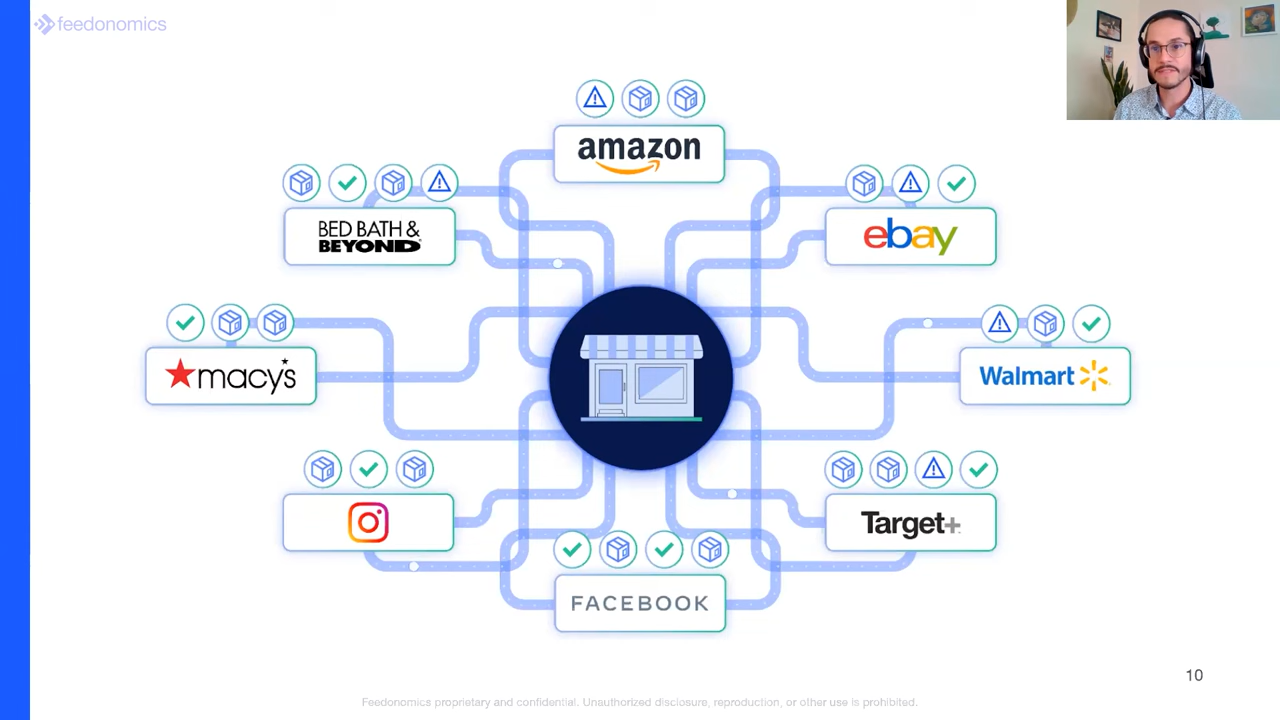 feedonomics
amazon
BED BATH &
BEYOND
ebay
macy's
Walmart
Target+
FACEBOOK
10
Feedonomics proprietary and confidential. Unauthorized disclosure, reproduction, or other use is prohibited.